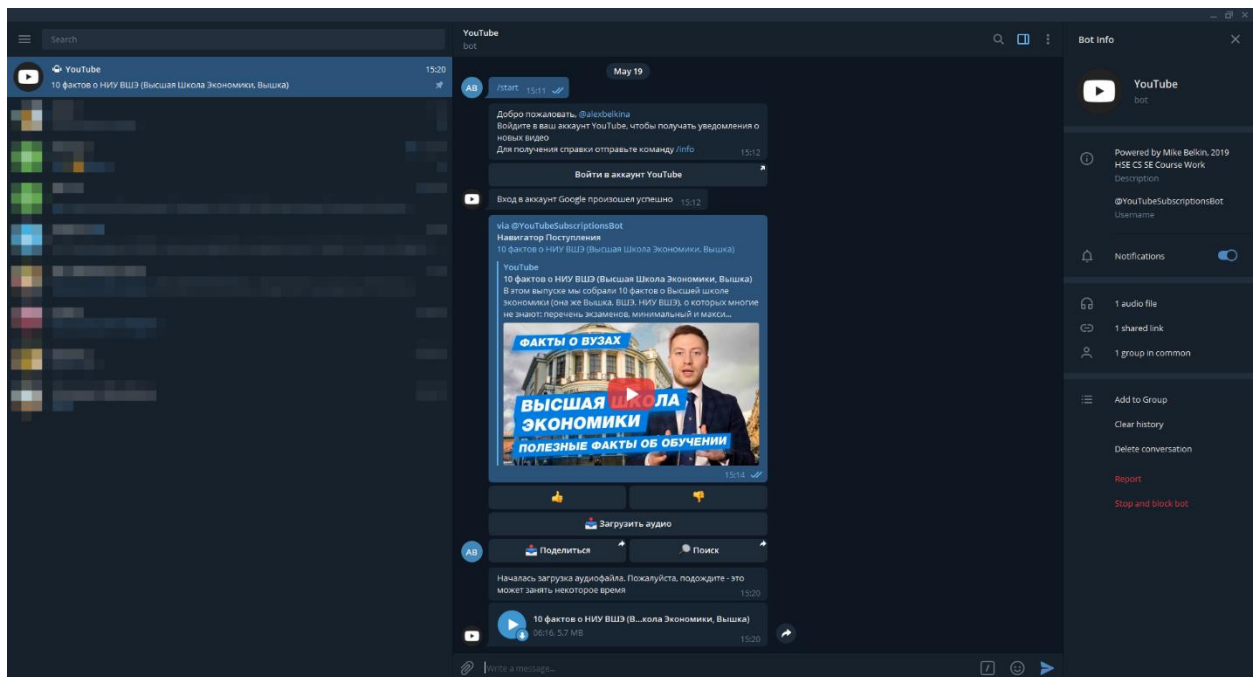 Search
YouTube
15:20
10 фактов о НИУ ВШЭ (Высшая Школа Экономики, Вышка)
YouTube
bot
May 19
AB
/start 15:11
Добро пожаловать, @alexbelkina
Войдите в ваш аккаунт YouTube, чтобы получать уведомления о
новых видео
Для получения справки отправьте команду /info
15:12
Войти в аккаунт YouTube
Вход в аккаунт Google произошел успешно 15:12
via @YouTubeSubscriptionsBot
Навигатор Поступления
10 фактов о НИУ ВШЭ (Высшая Школа Экономики, Вышка)
YouTube
10 фактов о НИУ ВШЭ (Высшая Школа Экономики, Вышка)
В этом выпуске мы собрали 10 фактов о Высшей школе
экономики (она же Вышка, ВШЭ, НИУ ВШЭ), о которых многие
не знают: перечень экзаменов, минимальный и макси...
ФАКТЫ О ВУЗАХ
ВЫСШАЯ ШКОЛА
ЭКОНОМИКИ
ПОЛЕЗНЫЕ ФАКТЫ ОБ ОБУЧЕНИИ
15:14
Загрузить аудио
AB
Поделиться
Поиск
Началась загрузка аудиофайла. Пожалуйста, подождите - это
может занять некоторое время
15:20
10 фактов о НИУ ВШЭ (В...кола Экономики, Вышка)
06:16, 5,7 MB
15:20
Write a message...
Bot Info
YouTube
bot
Powered by Mike Belkin, 2019
HSE CS SE Course Work
Description
@YouTubeSubscriptionsBot
Username
Notifications
1 audio file
1 shared link
1 group in common
Add to Group
Clear history
Delete conversation
Report
Stop and block bot